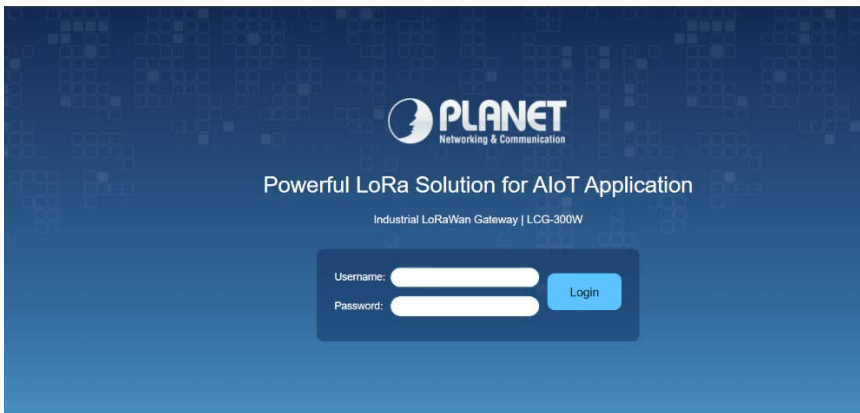 PLANET
Networking & Communication
Powerful LoRa Solution for AIoT Application
Industrial LoRaWan Gateway | LCG-300W
Username:
Login
Password: